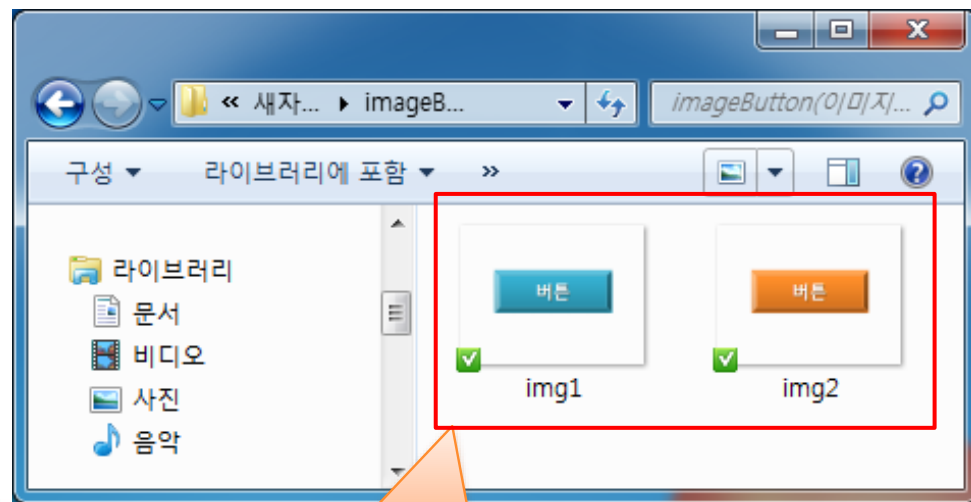 « 새자... ▸ imageB...
imageButton(이미지...
구성 ▾ 라이브러리에 포함 ▾ »
라이브러리
문서
비디오
사진
음악
버튼
버튼
img1
img2